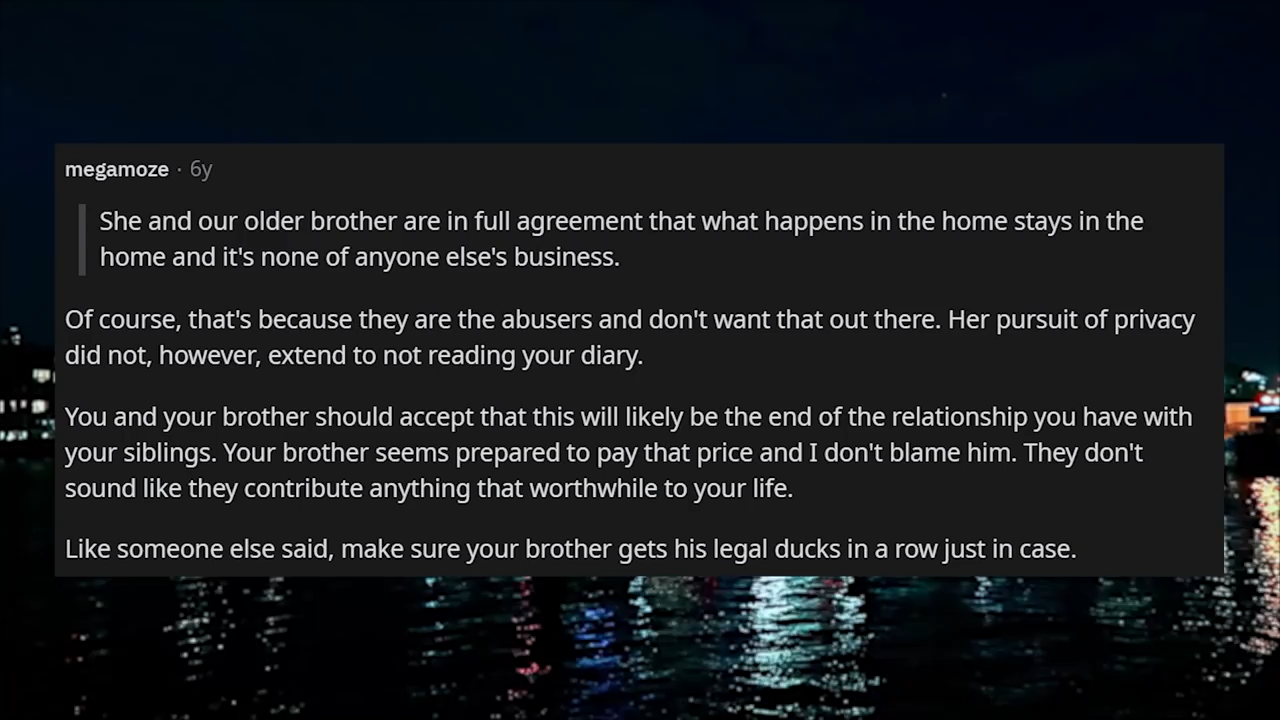 megamoze · 6y
She and our older brother are in full agreement that what happens in the home stays in the
home and it's none of anyone else's business.
Of course, that's because they are the abusers and don't want that out there. Her pursuit of privacy
did not, however, extend to not reading your diary.
You and your brother should accept that this will likely be the end of the relationship you have with
your siblings. Your brother seems prepared to pay that price and I don't blame him. They don't
sound like they contribute anything that worthwhile to your life.
Like someone else said, make sure your brother gets his legal ducks in a row just in case.